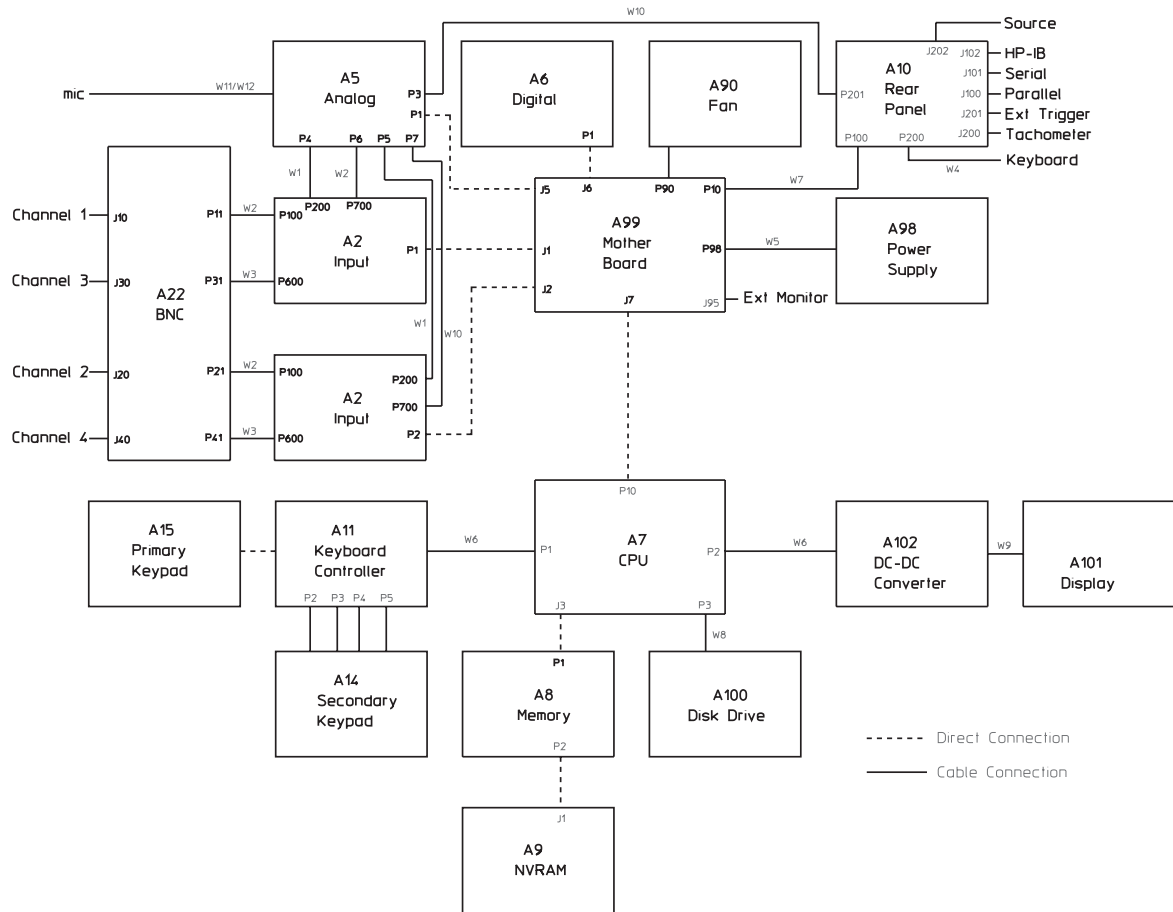 W10
Source
J202
J102
HP-IB
A5
Analog
A6
Digital
A90
Fan
A10
Rear
Panel
J101
Serial
W11/W12
mic
P3
P201
J100
Parallel
P1
J201
Ext Trigger
P4
P6
P5
P7
P1
P100
P200
J200
Tachometer
Keyboard
W4
W1
W2
J5
J6
P90
P10
W7
Channel 1
J10
P11
W2
P100
P200
P700
A2
Input
P1
J1
A99
Mother
Board
P98
W5
A98
Power
Supply
Channel 3
J30
P31
W3
P600
J2
A22
BNC
J7
J95
Ext Monitor
W1
W10
Channel 2
J20
P21
W2
P100
P200
A2
Input
P700
Channel 4
J40
P41
W3
P600
P2
P10
A15
Primary
Keypad
A11
Keyboard
Controller
W6
P1
A7
CPU
P2
W6
A102
DC-DC
Converter
W9
A101
Display
P2
P3
P4
P5
J3
P3
W8
A14
Secondary
Keypad
P1
A8
Memory
P2
A100
Disk Drive
Direct Connection
Cable Connection
J1
A9
NVRAM